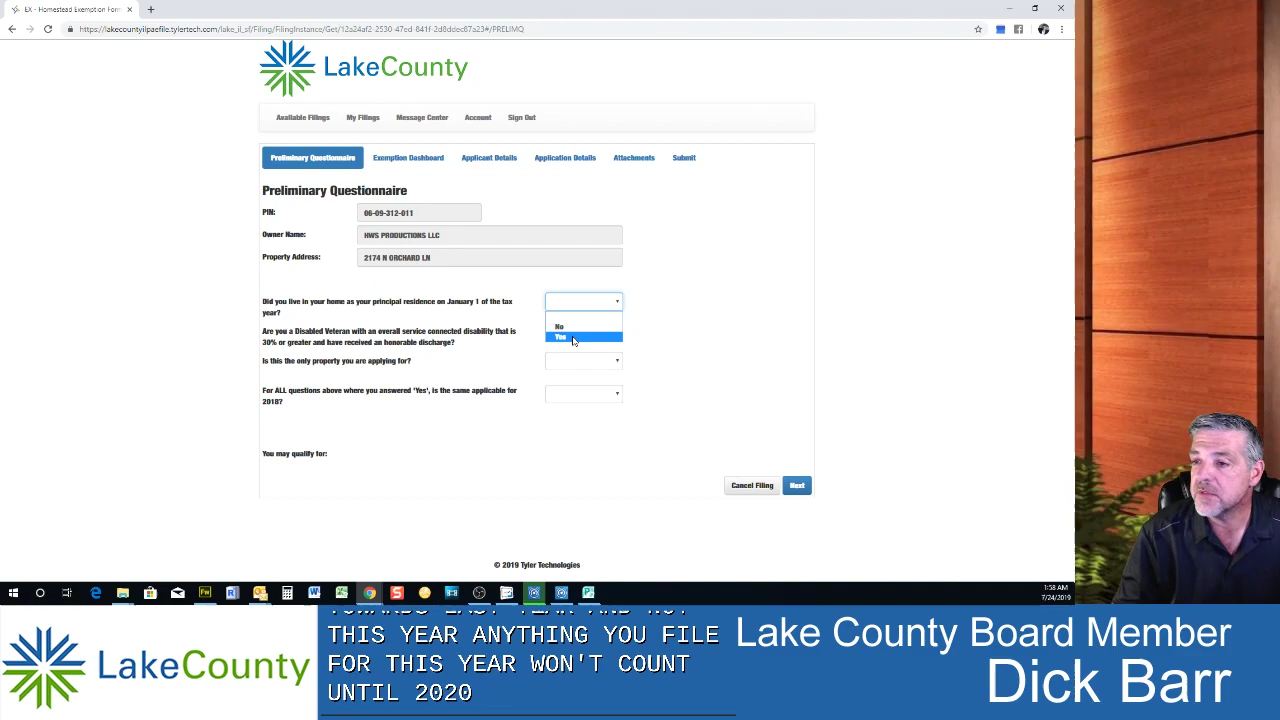 EX - Homestead Exemption Form
https://lakecountyilpaefile.tylertech.com/lake_il_sf/Filing/FilingInstance/Get/12a24af2-2530-47ed-841f-2d8ddec87a23#/PRELIMQ
LakeCounty
Available Filings My Filings Message Center Account Sign Out
Preliminary Questionnaire Exemption Dashboard Applicant Details Application Details Attachments Submit
Preliminary Questionnaire
PIN: 06-09-312-011
Owner Name: HWS PRODUCTIONS LLC
Property Address: 2174 N ORCHARD LN
Did you live in your home as your principal residence on January 1 of the tax
year?
No
Are you a Disabled Veteran with an overall service connected disability that is
Yes
30% or greater and have received an honorable discharge?
Is this the only property you are applying for?
For ALL questions above where you answered 'Yes', is the same applicable for
2018?
You may qualify for:
Cancel Filing Next
© 2019 Tyler Technologies
1:58 AM
7/24/2019
LakeCounty
TOWARDS LAST YEAR AND NOT
THIS YEAR ANYTHING YOU FILE
FOR THIS YEAR WON'T COUNT
UNTIL 2020
Lake County Board Member
Dick Barr